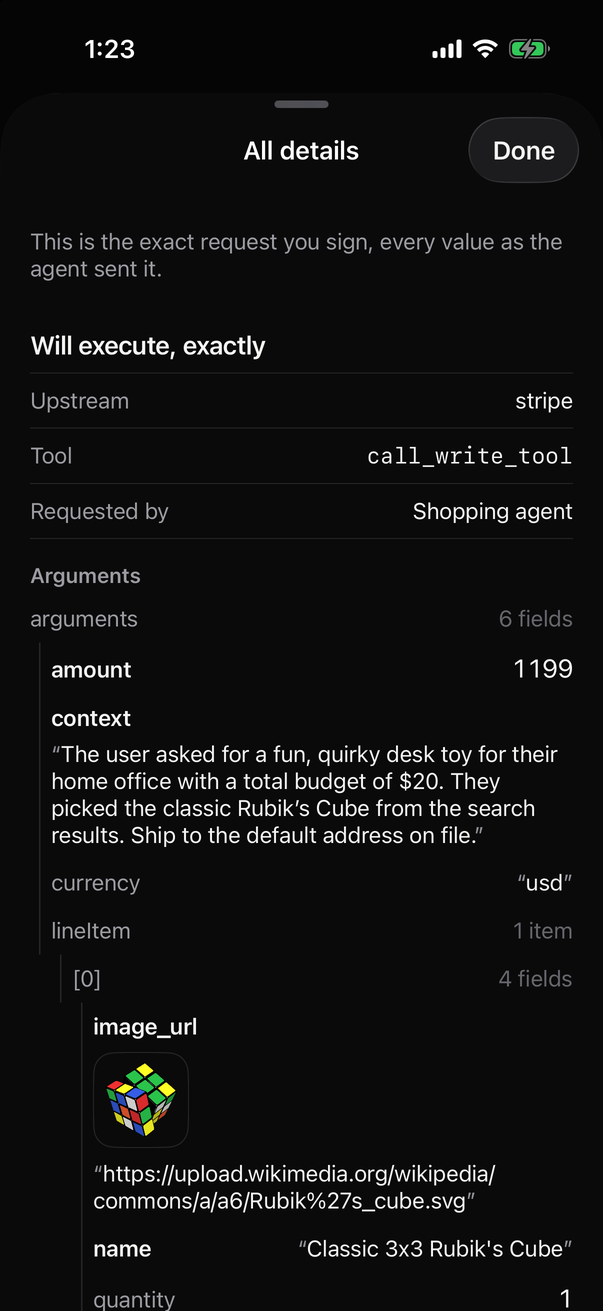 1:23
All details
Done
This is the exact request you sign, every value as the
agent sent it.
Will execute, exactly
Upstream stripe
Tool call_write_tool
Requested by Shopping agent
Arguments
arguments 6 fields
amount 1199
context
“The user asked for a fun, quirky desk toy for their
home office with a total budget of $20. They
picked the classic Rubik’s Cube from the search
results. Ship to the default address on file.”
currency “usd”
lineItem 1 item
[0] 4 fields
image_url
“https://upload.wikimedia.org/wikipedia/
commons/a/a6/Rubik%27s_cube.svg”
name “Classic 3x3 Rubik's Cube”
quantity 1